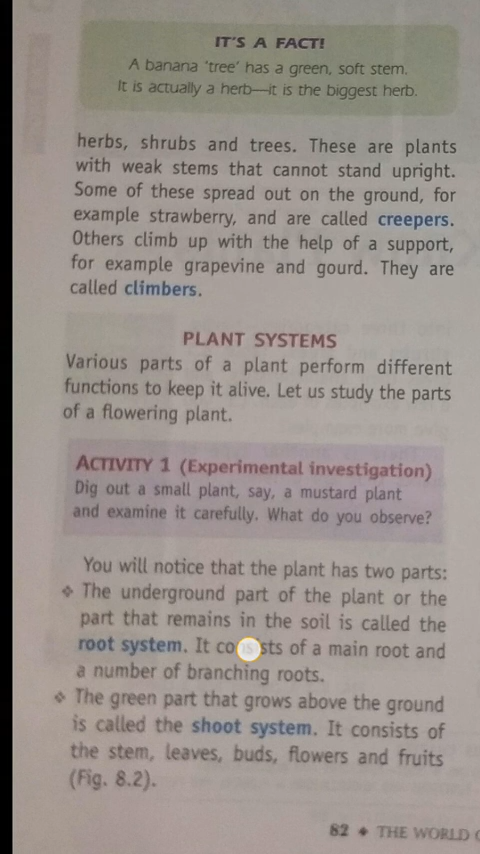 IT'S A FACT!
A banana 'tree' has a green, soft stem.
It is actually a herb—it is the biggest herb.
herbs, shrubs and trees. These are plants
with weak stems that cannot stand upright.
Some of these spread out on the ground, for
example strawberry, and are called creepers.
Others climb up with the help of a support,
for example grapevine and gourd. They are
called climbers.
PLANT SYSTEMS
Various parts of a plant perform different
functions to keep it alive. Let us study the parts
of a flowering plant.
ACTIVITY 1 (Experimental investigation)
Dig out a small plant, say, a mustard plant
and examine it carefully. What do you observe?
You will notice that the plant has two parts:
❖ The underground part of the plant or the
part that remains in the soil is called the
root system. It consists of a main root and
a number of branching roots.
❖ The green part that grows above the ground
is called the shoot system. It consists of
the stem, leaves, buds, flowers and fruits
(Fig. 8.2).
82 ◆ THE WORLD